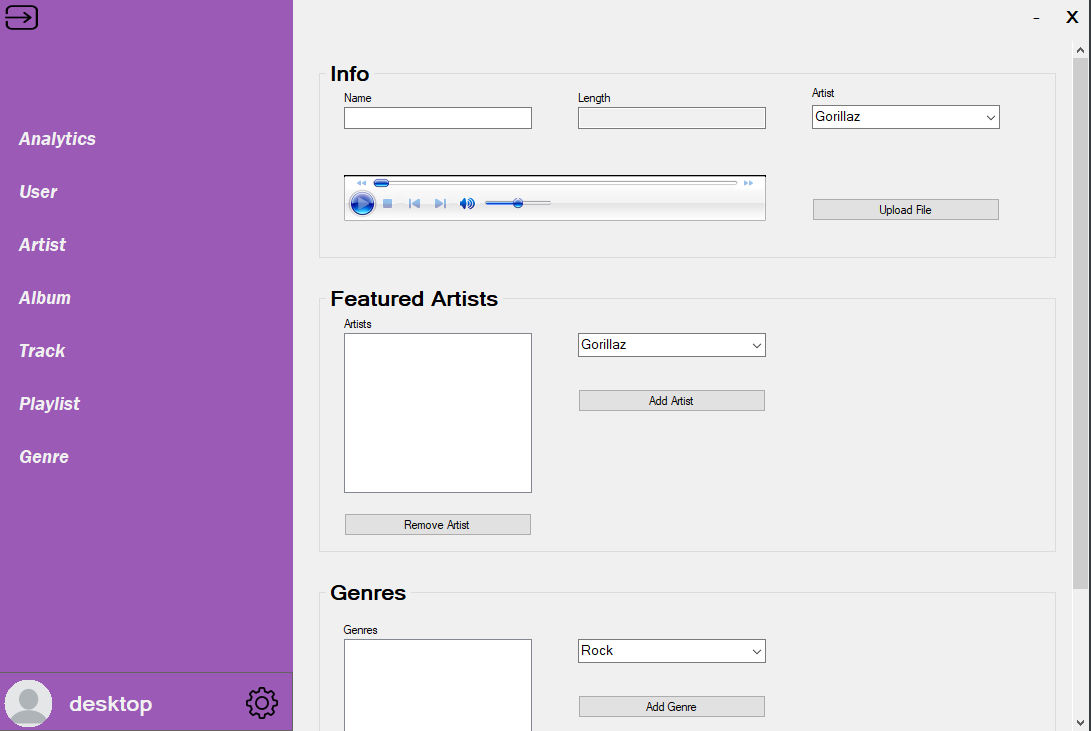 - X
Analytics
User
Artist
Album
Track
Playlist
Genre
desktop
Info
Name
Length
Artist
Gorillaz
Upload File
Featured Artists
Artists
Gorillaz
Add Artist
Remove Artist
Genres
Genres
Rock
Add Genre